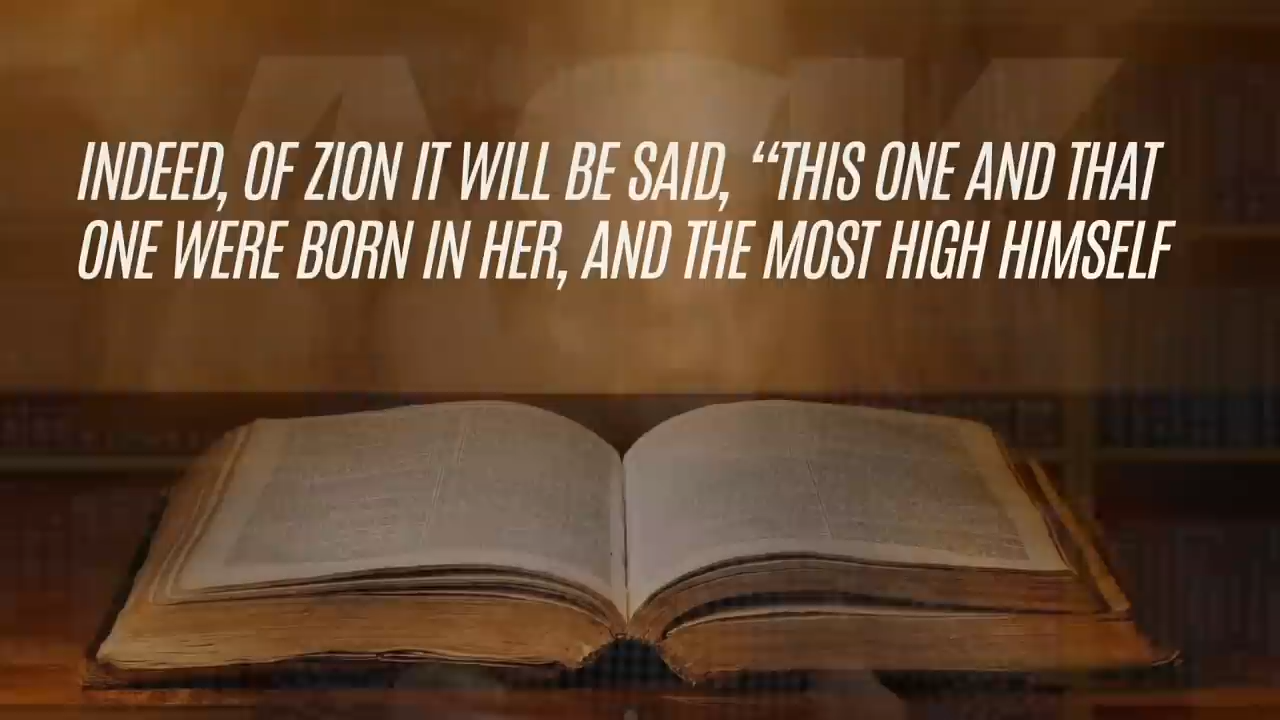 INDEED, OF ZION IT WILL BE SAID, “THIS ONE AND THAT
ONE WERE BORN IN HER, AND THE MOST HIGH HIMSELF